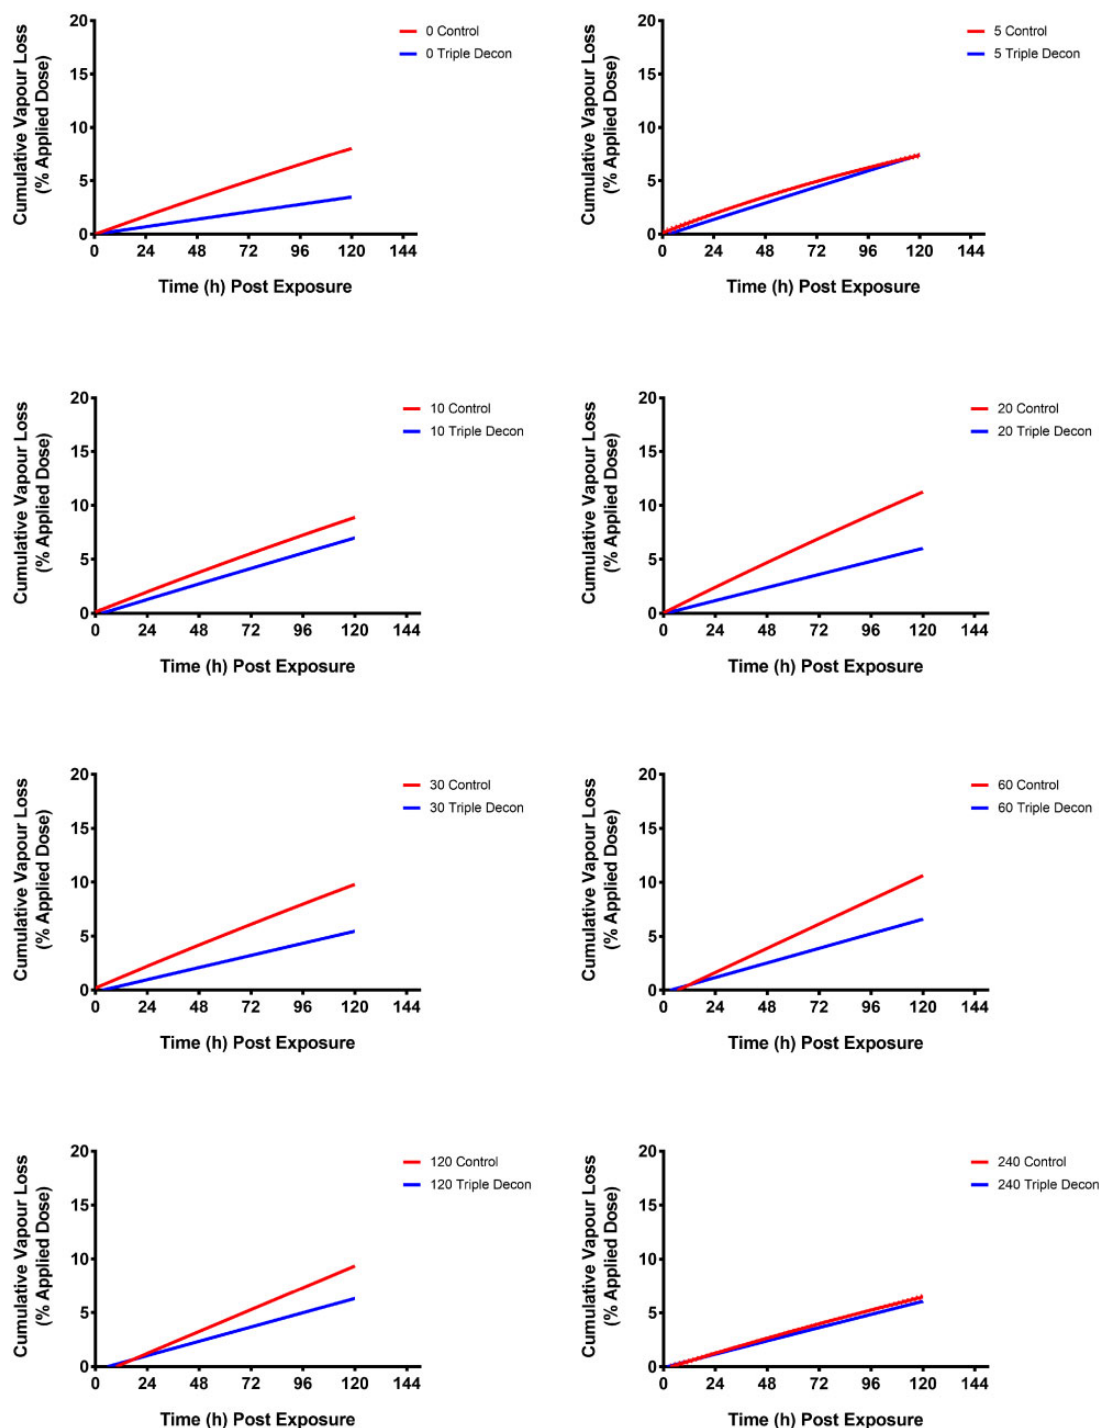 Cumulative Vapour Loss
(% Applied Dose)
20
15
10
5
0
0 24 48 72 96 120 144
Time (h) Post Exposure
0 Control
0 Triple Decon
Cumulative Vapour Loss
(% Applied Dose)
20
15
10
5
0
0 24 48 72 96 120 144
Time (h) Post Exposure
5 Control
5 Triple Decon
Cumulative Vapour Loss
(% Applied Dose)
20
15
10
5
0
0 24 48 72 96 120 144
Time (h) Post Exposure
10 Control
10 Triple Decon
Cumulative Vapour Loss
(% Applied Dose)
20
15
10
5
0
0 24 48 72 96 120 144
Time (h) Post Exposure
20 Control
20 Triple Decon
Cumulative Vapour Loss
(% Applied Dose)
20
15
10
5
0
0 24 48 72 96 120 144
Time (h) Post Exposure
30 Control
30 Triple Decon
Cumulative Vapour Loss
(% Applied Dose)
20
15
10
5
0
0 24 48 72 96 120 144
Time (h) Post Exposure
60 Control
60 Triple Decon
Cumulative Vapour Loss
(% Applied Dose)
20
15
10
5
0
0 24 48 72 96 120 144
Time (h) Post Exposure
120 Control
120 Triple Decon
Cumulative Vapour Loss
(% Applied Dose)
20
15
10
5
0
0 24 48 72 96 120 144
Time (h) Post Exposure
240 Control
240 Triple Decon